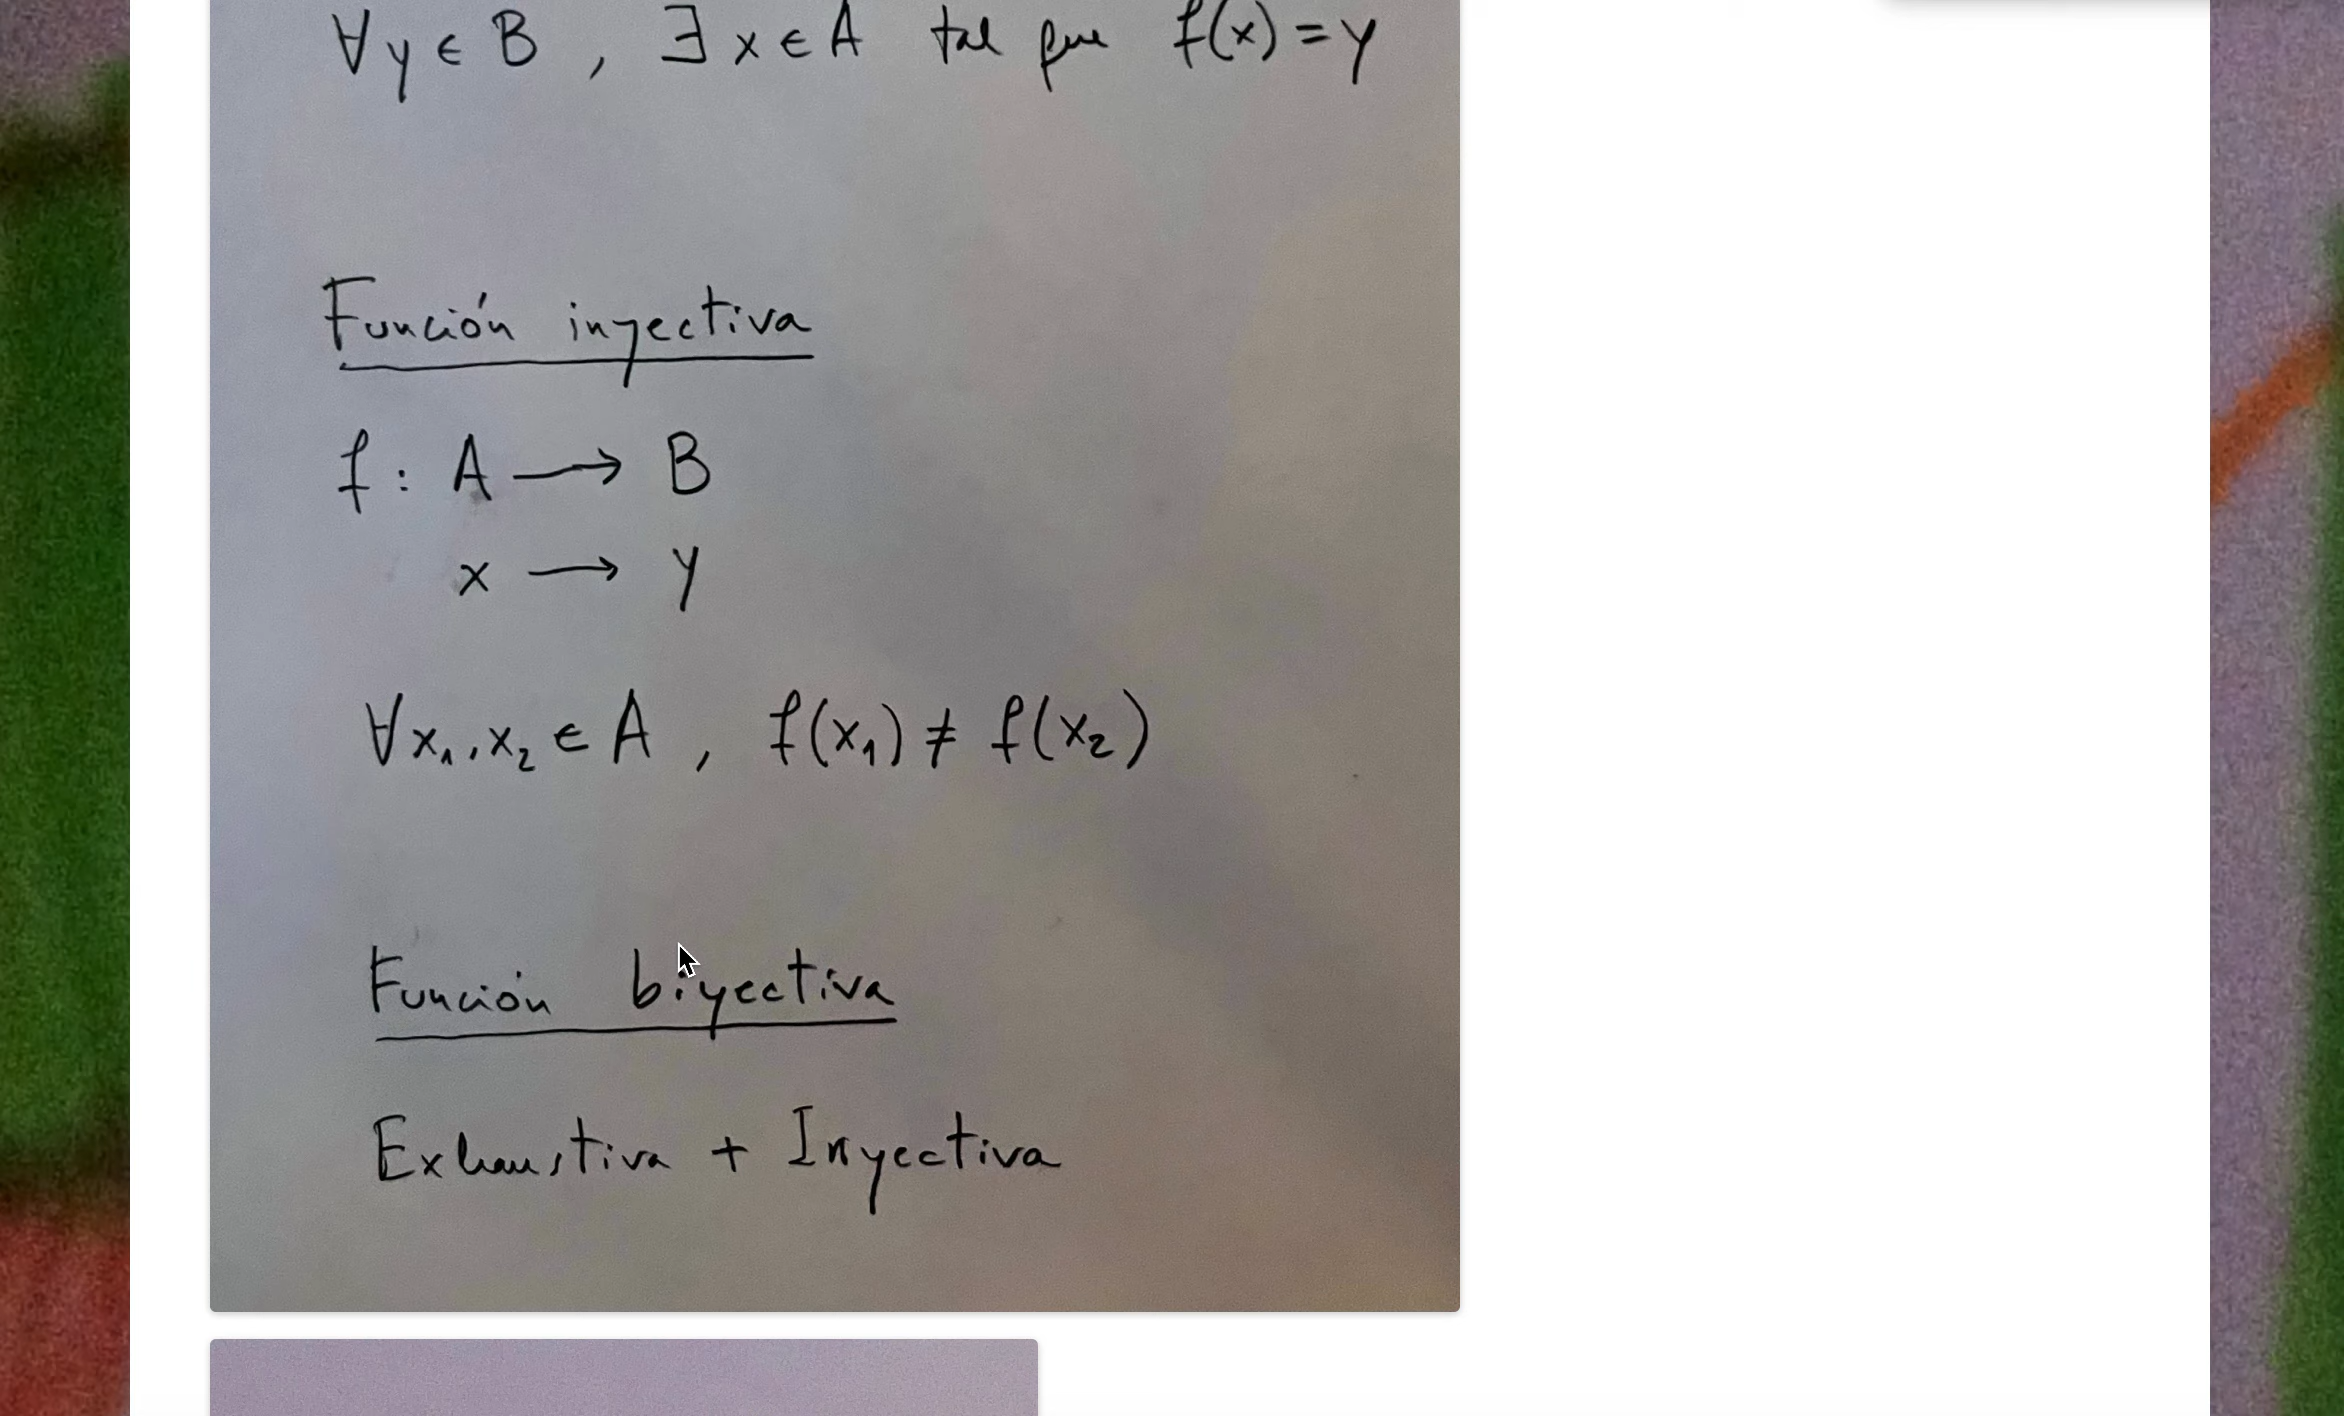 ∀y ∈ B , ∃ x ∈ A tal que f(x) = y
Función inyectiva
f : A ⟶ B
x ⟶ y
∀x₁, x₂ ∈ A , f(x₁) ≠ f(x₂)
Función biyectiva
Exhaustiva + Inyectiva